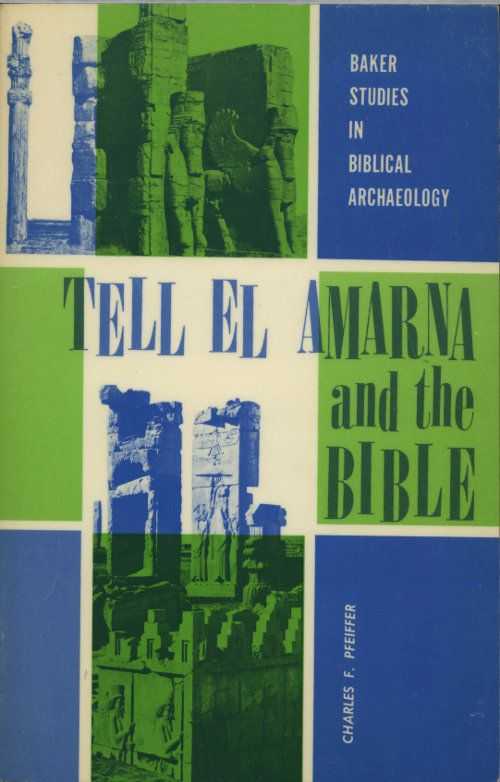 BAKER
STUDIES
IN
BIBLICAL
ARCHAEOLOGY
TELL EL AMARNA
and the
BIBLE
CHARLES F. PFEIFFER